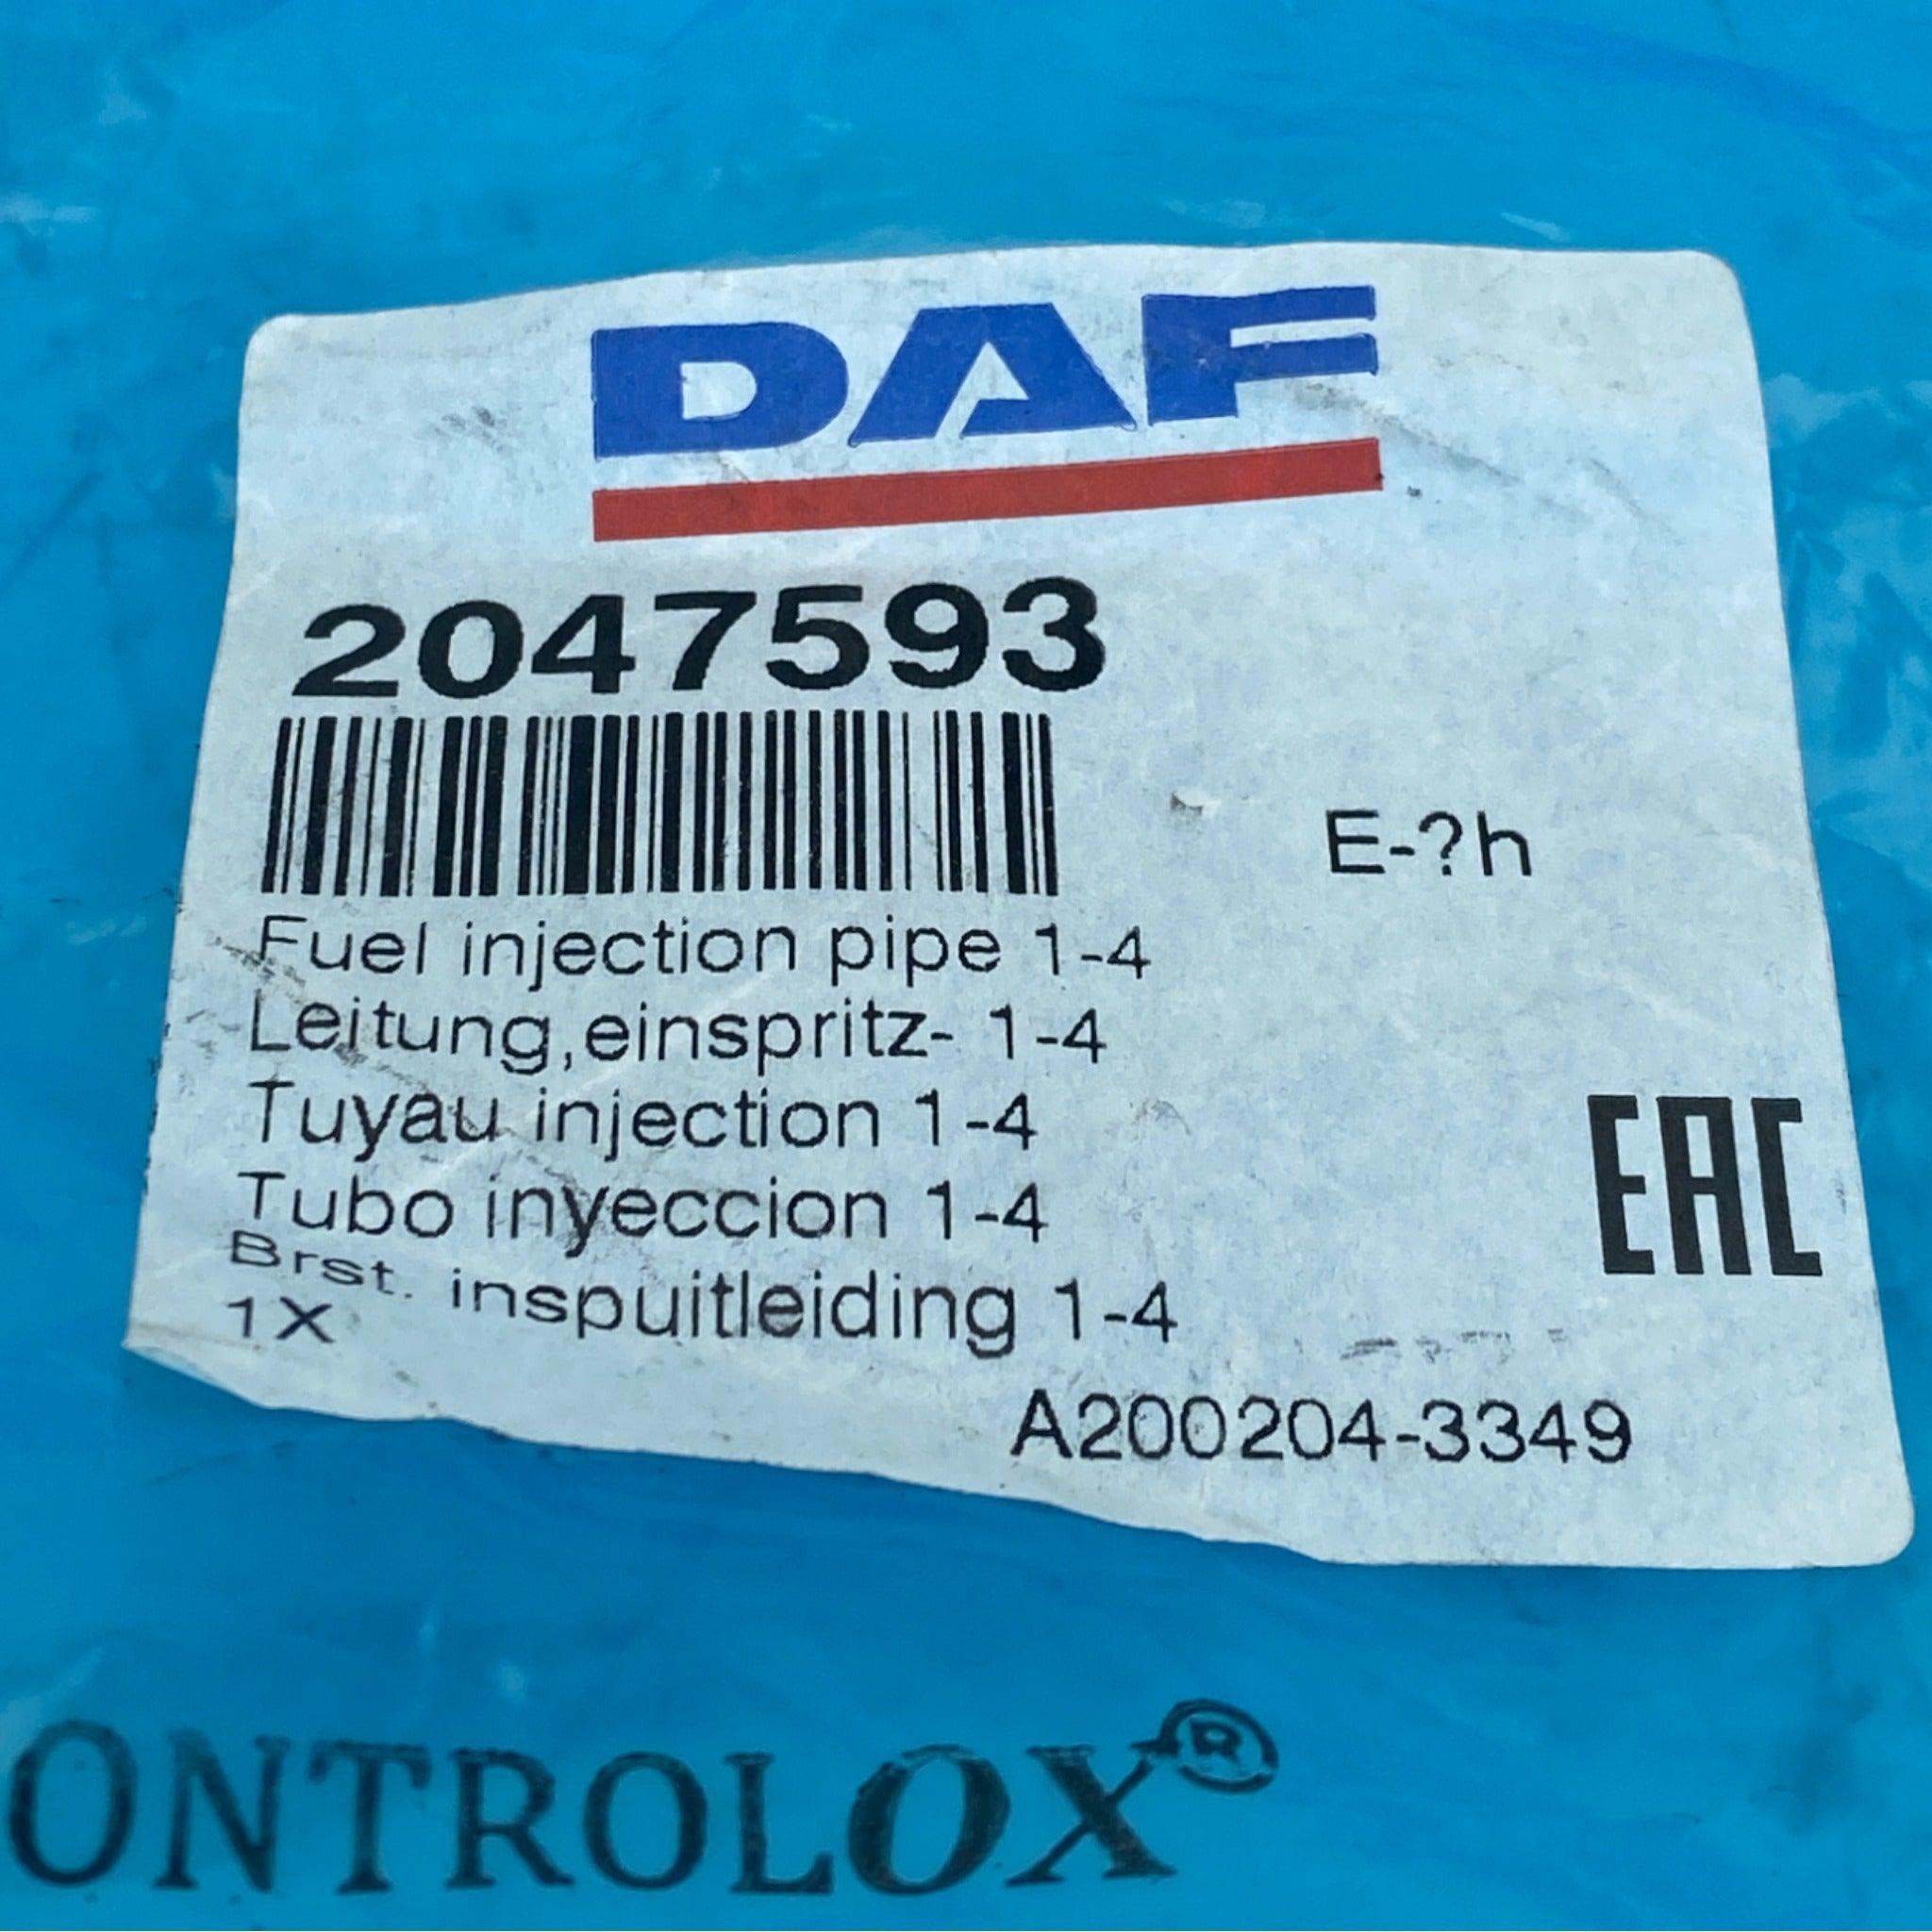 DAF
2047593
E-?h
Fuel injection pipe 1-4
Leitung,einspritz- 1-4
Tuyau injection 1-4
Tubo inyeccion 1-4
Brst. inspuitleiding 1-4
1X
EAC
A200204-3349
ONTROLOX®